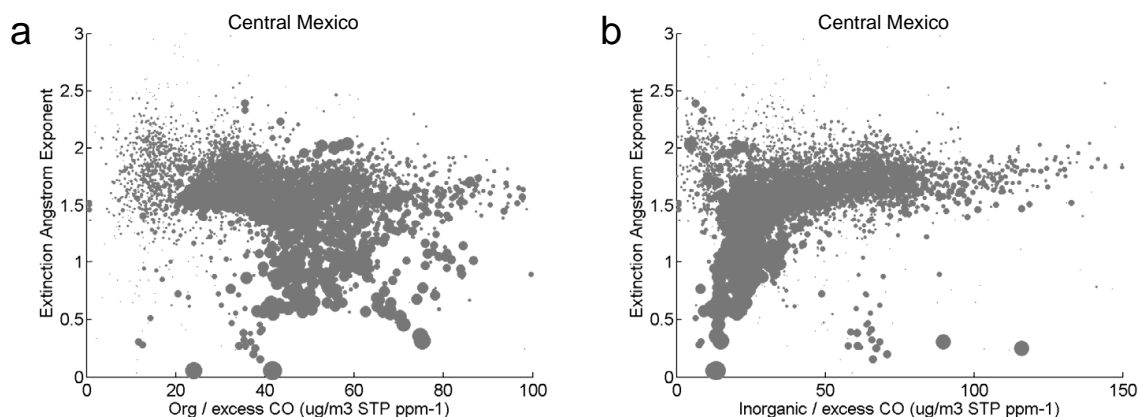 a
Central Mexico
3
2.5
2
1.5
1
0.5
0
0 20 40 60 80 100
Extinction Angstrom Exponent
Org / excess CO (ug/m3 STP ppm-1)
b
Central Mexico
3
2.5
2
1.5
1
0.5
0
0 50 100 150
Extinction Angstrom Exponent
Inorganic / excess CO (ug/m3 STP ppm-1)